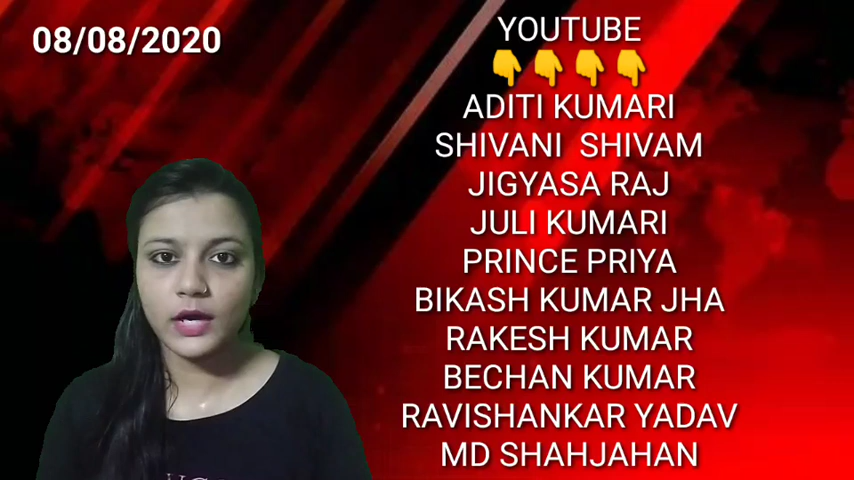 08/08/2020
YOUTUBE
👇👇👇👇
ADITI KUMARI
SHIVANI SHIVAM
JIGYASA RAJ
JULI KUMARI
PRINCE PRIYA
BIKASH KUMAR JHA
RAKESH KUMAR
BECHAN KUMAR
RAVISHANKAR YADAV
MD SHAHJAHAN